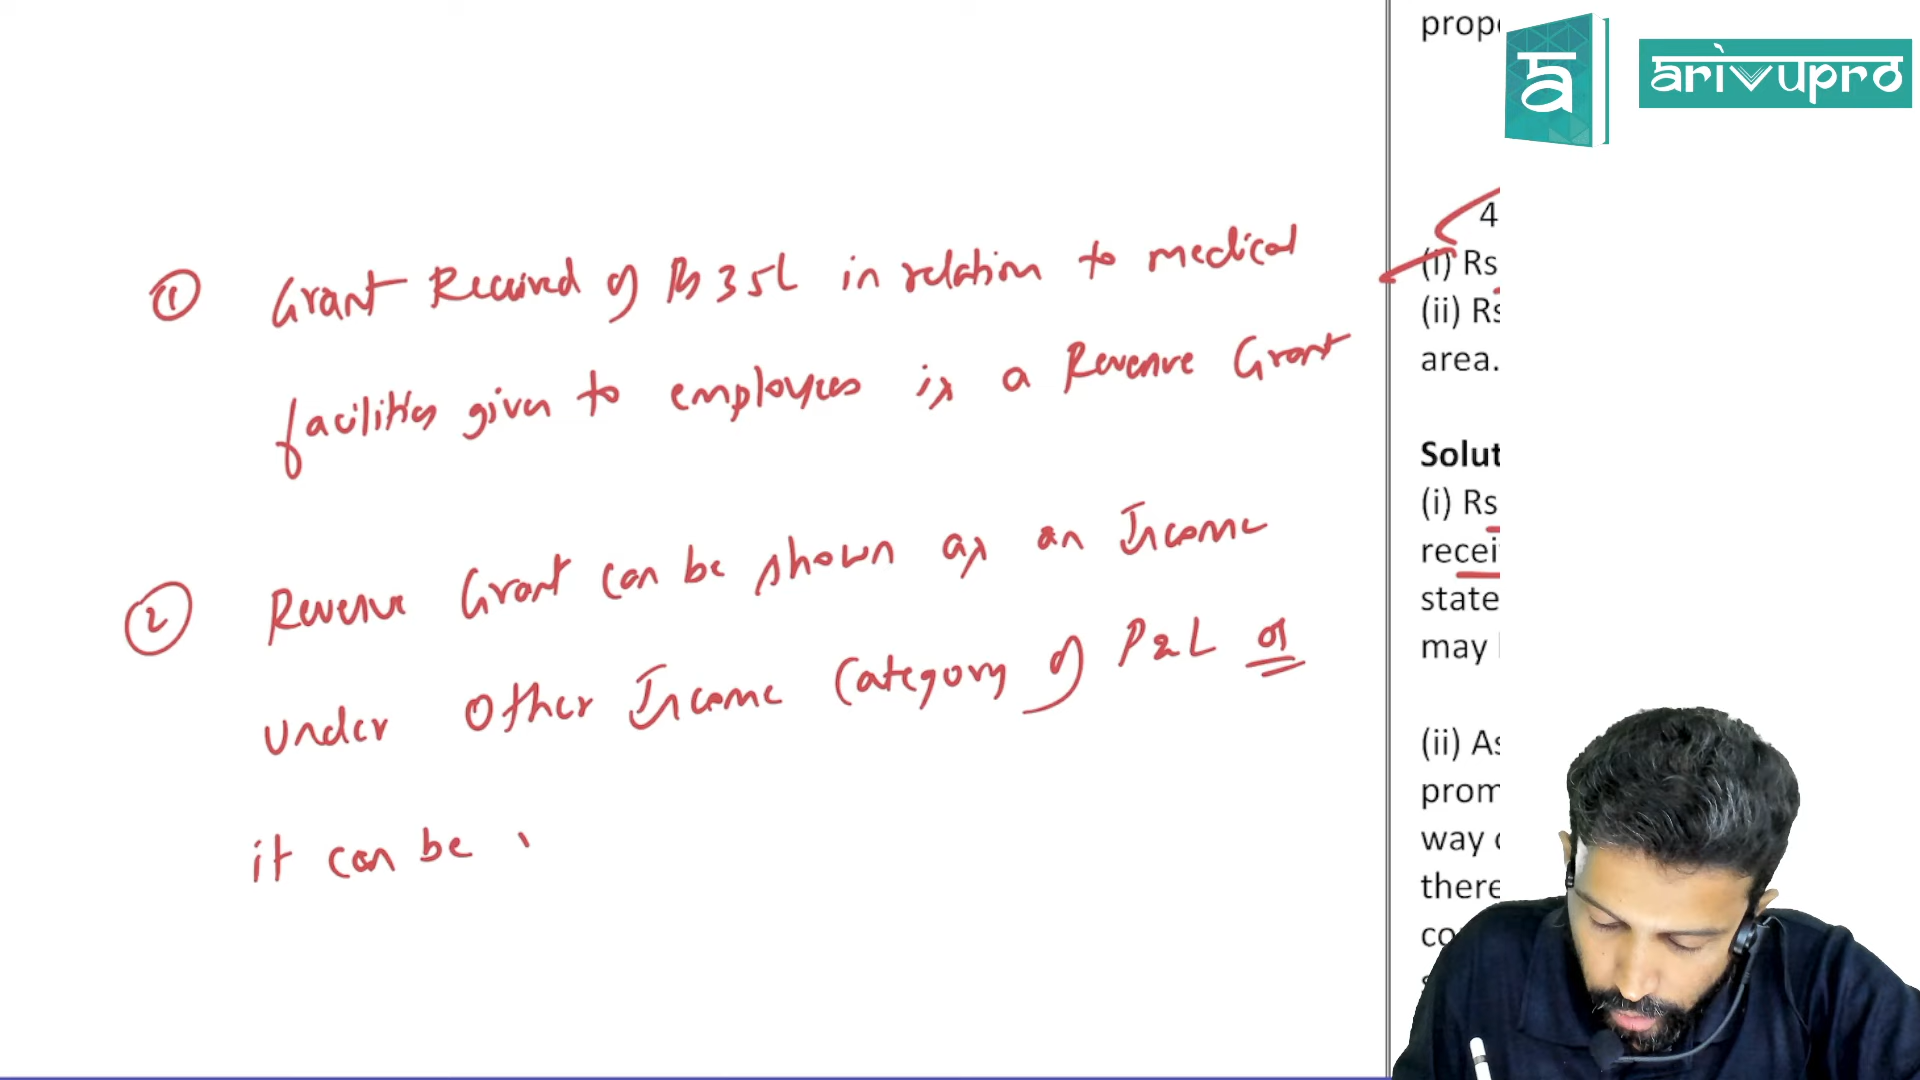 ① Grant Received of Rs 35L in relation to medical
facilities given to employees is a Revenue Grant
② Revenue Grant can be shown as an Income
under Other Income Category of P&L or
it can be
prop
4
(i) Rs
(ii) Rs
area.
Solut
(i) Rs
recei
state
may
(ii) As
prom
way
there
co
a
arivupro